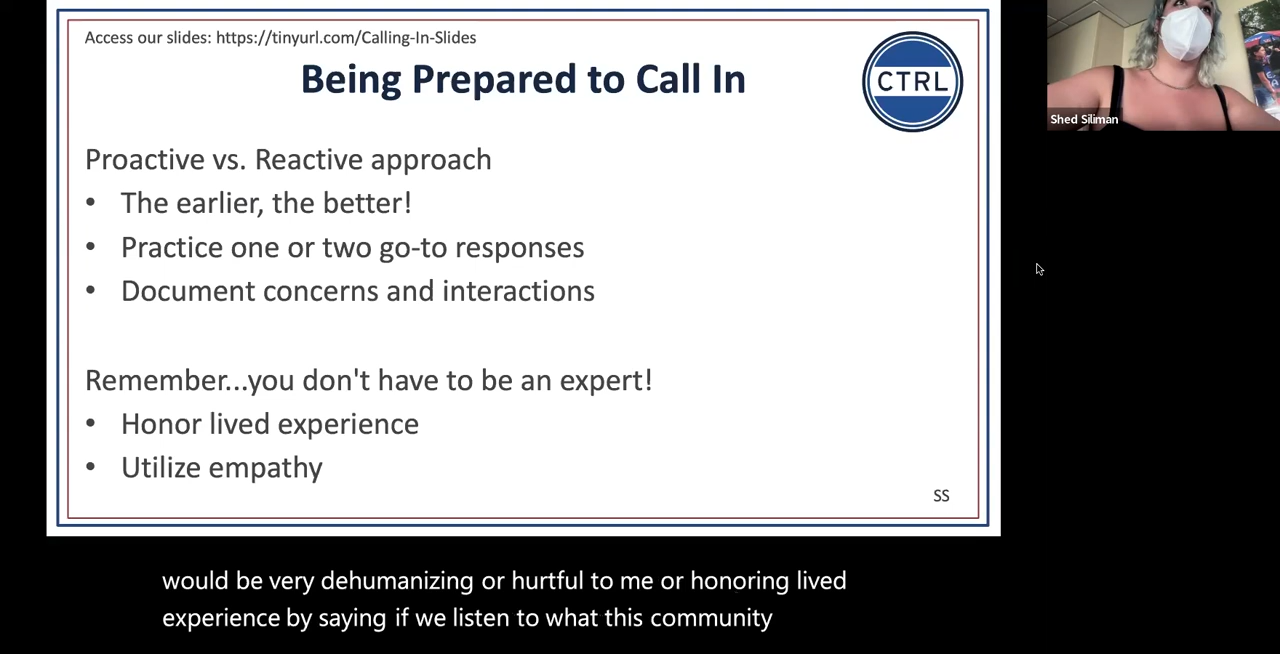 Access our slides: https://tinyurl.com/Calling-In-Slides
Being Prepared to Call In
CTRL
Shed Siliman
Proactive vs. Reactive approach
• The earlier, the better!
• Practice one or two go-to responses
• Document concerns and interactions
Remember...you don't have to be an expert!
• Honor lived experience
• Utilize empathy
SS
would be very dehumanizing or hurtful to me or honoring lived
experience by saying if we listen to what this community